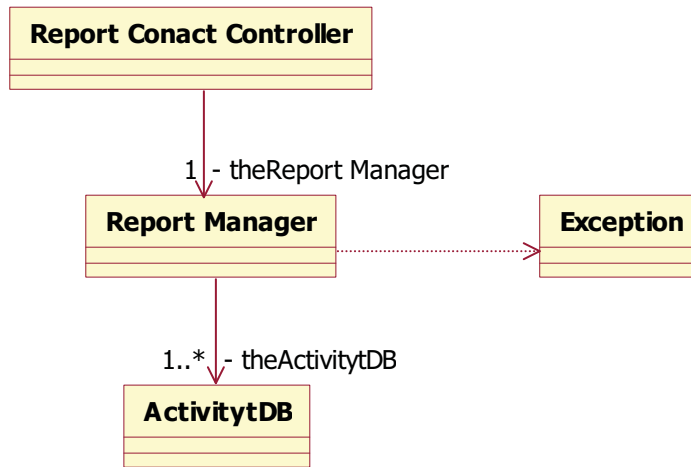 Report Conact Controller
1 - theReport Manager
Report Manager
Exception
1..* - theActivitytDB
ActivitytDB